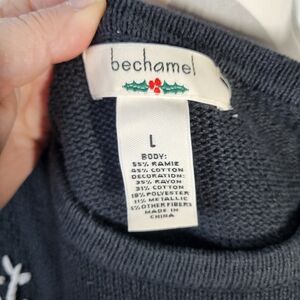 bechamel
L
BODY:
55% RAMIE
45% COTTON
DECORATION:
35% RAYON
31% COTTON
18% POLYESTER
11% METALLIC
5% OTHER FIBERS
MADE IN
CHINA